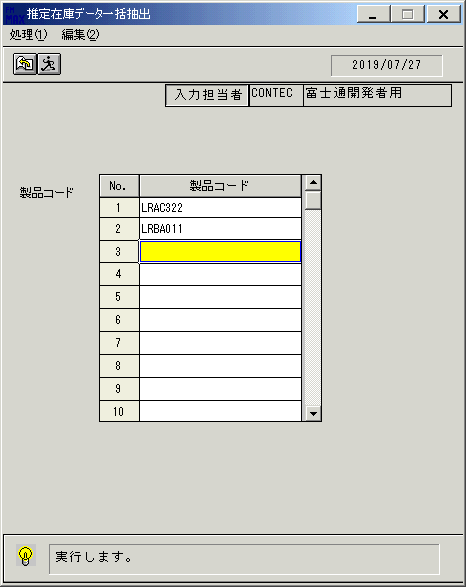 推定在庫データ一括抽出
処理(1) 編集(2)
2019/07/27
入力担当者 CONTEC 富士通開発者用
製品コード
No. 製品コード
1 LRAC322
2 LRBA011
3
4
5
6
7
8
9
10
実行します。